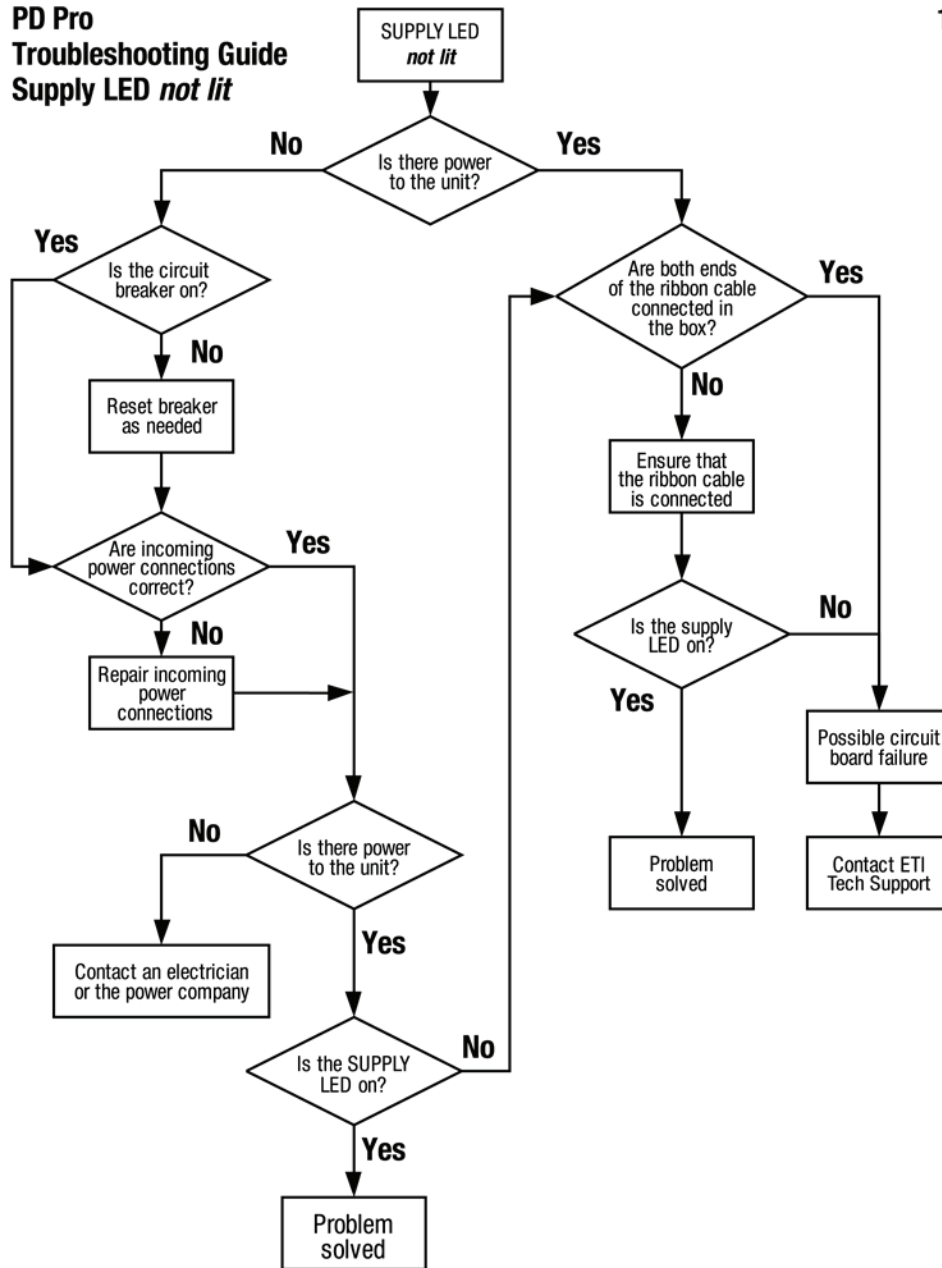 PD Pro
Troubleshooting Guide
Supply LED not lit
SUPPLY LED
not lit
No
Yes
Is there power
to the unit?
Yes
Is the circuit
breaker on?
Are both ends
of the ribbon cable
connected in
the box?
Yes
No
Reset breaker
as needed
No
Ensure that
the ribbon cable
is connected
Are incoming
power connections
correct?
Yes
No
Repair incoming
power
connections
Is the supply
LED on?
No
Yes
Possible circuit
board failure
No
Is there power
to the unit?
Problem
solved
Contact ETI
Tech Support
Yes
Contact an electrician
or the power company
Is the SUPPLY
LED on?
No
Yes
Problem
solved